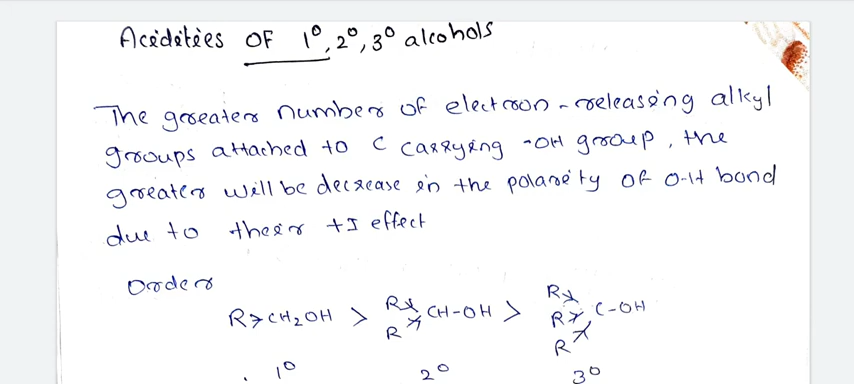 Acidities OF 1°, 2°, 3° alcohols
The greater number of electron-releasing alkyl
groups attached to C carrying -OH group, the
greater will be decrease in the polarity of O-H bond
due to their +I effect
Order
R→CH₂OH > R→ R→ CH-OH > R→ R→ R→ C-OH
1° 2° 3°